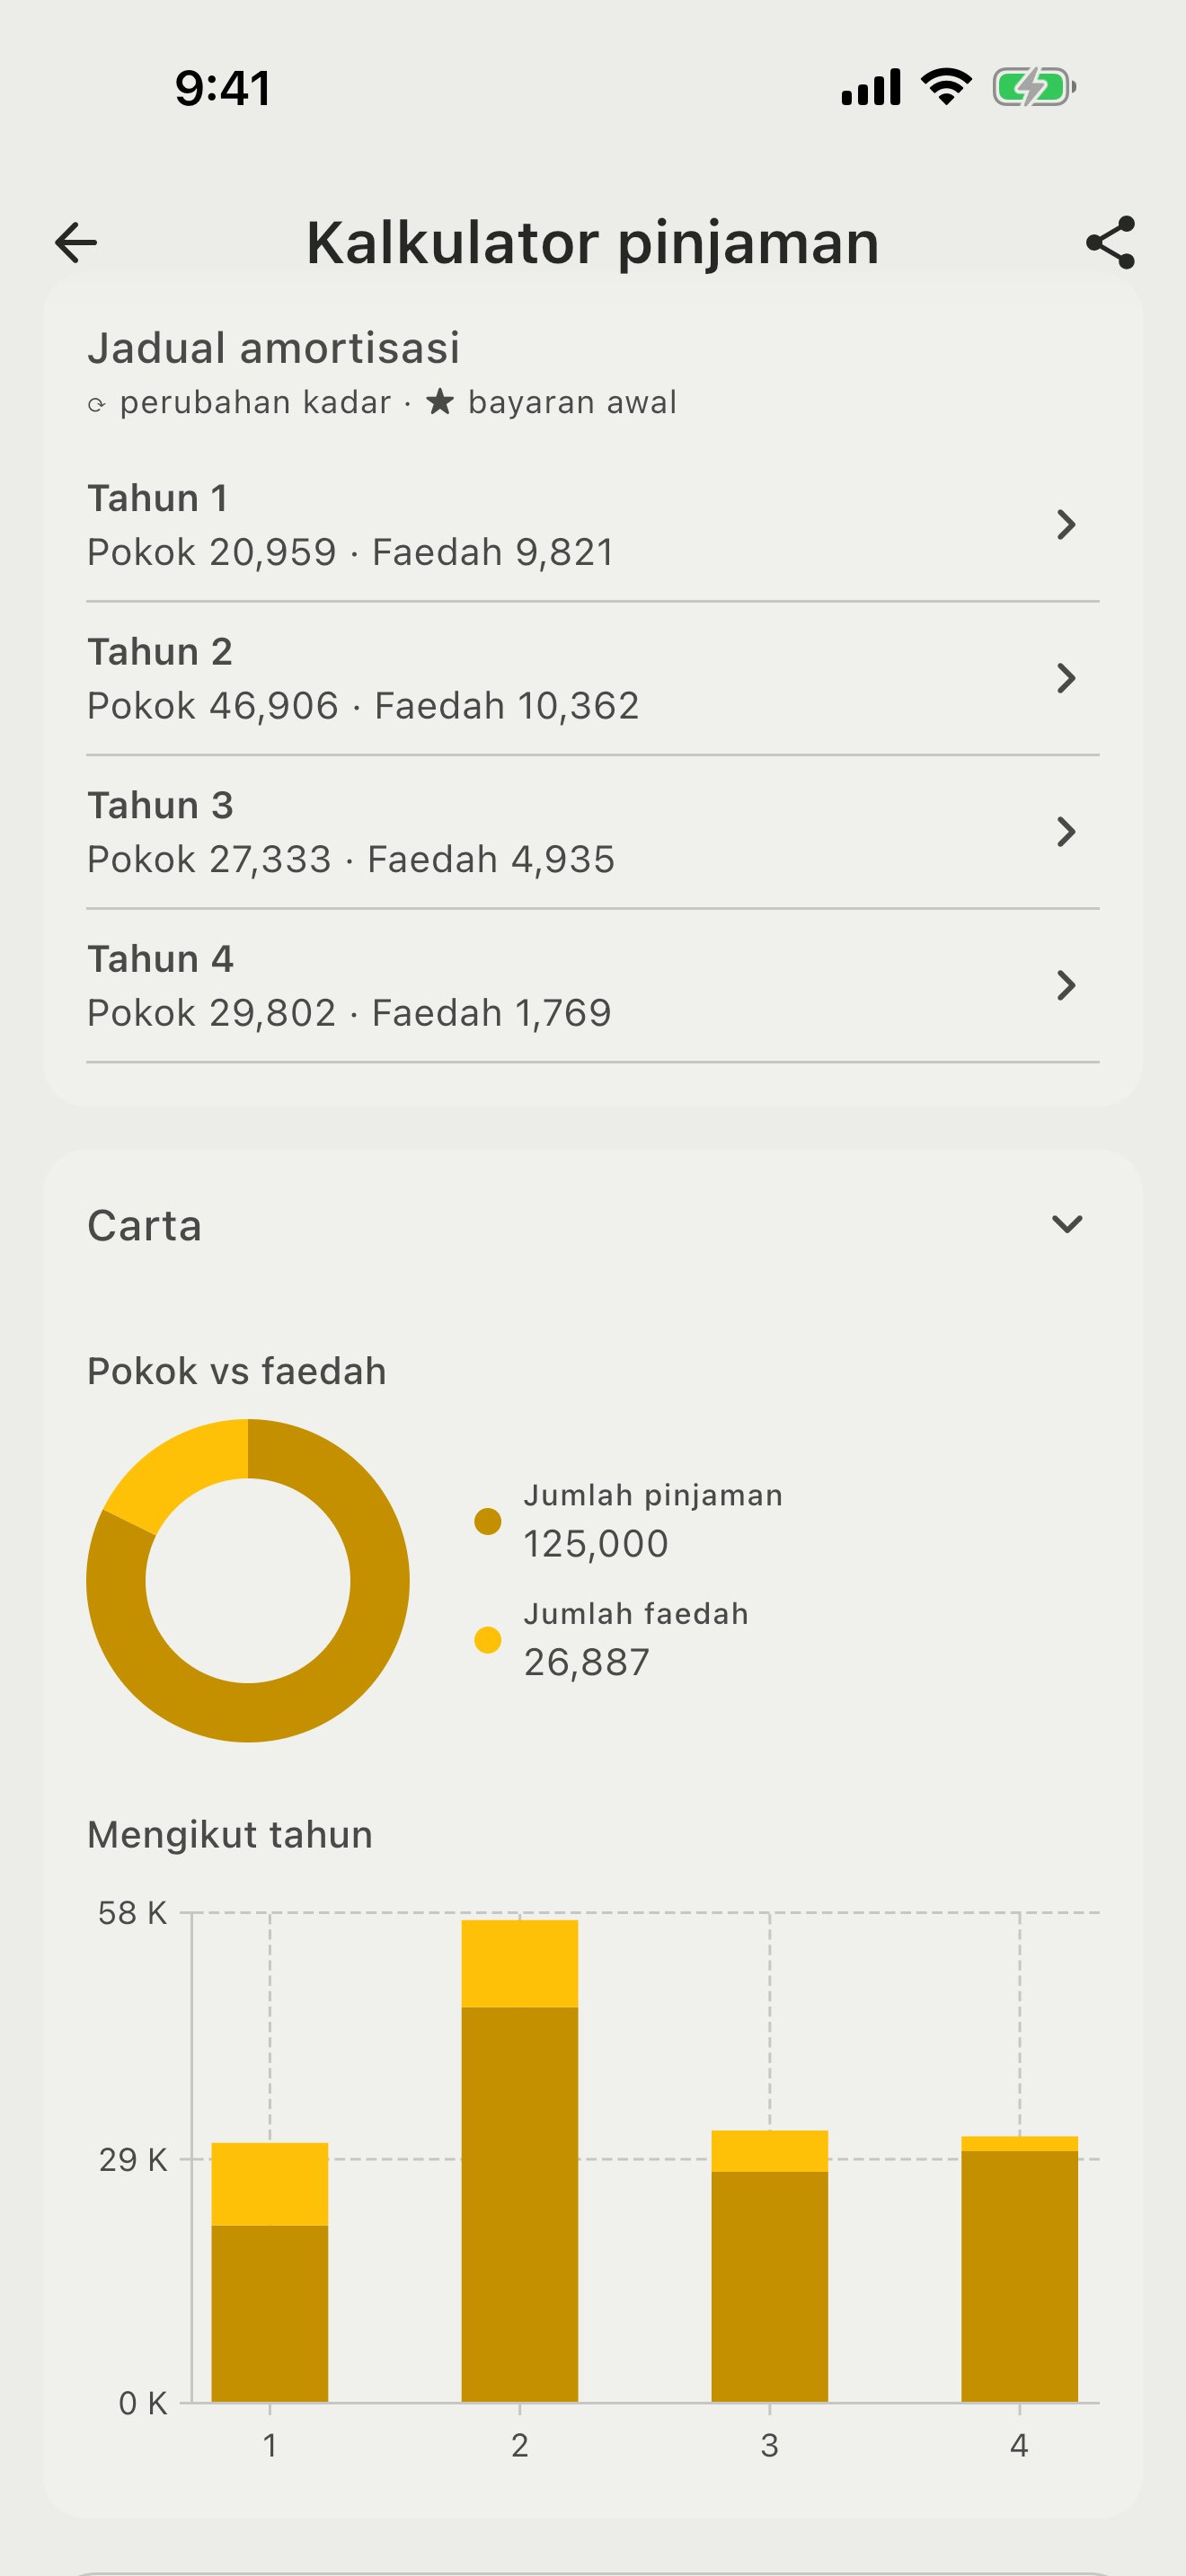 9:41
Kalkulator pinjaman
Jadual amortisasi
⟳ perubahan kadar · ★ bayaran awal
Tahun 1
Pokok 20,959 · Faedah 9,821
Tahun 2
Pokok 46,906 · Faedah 10,362
Tahun 3
Pokok 27,333 · Faedah 4,935
Tahun 4
Pokok 29,802 · Faedah 1,769
Carta
Pokok vs faedah
Jumlah pinjaman
125,000
Jumlah faedah
26,887
Mengikut tahun
58 K
29 K
0 K
1 2 3 4